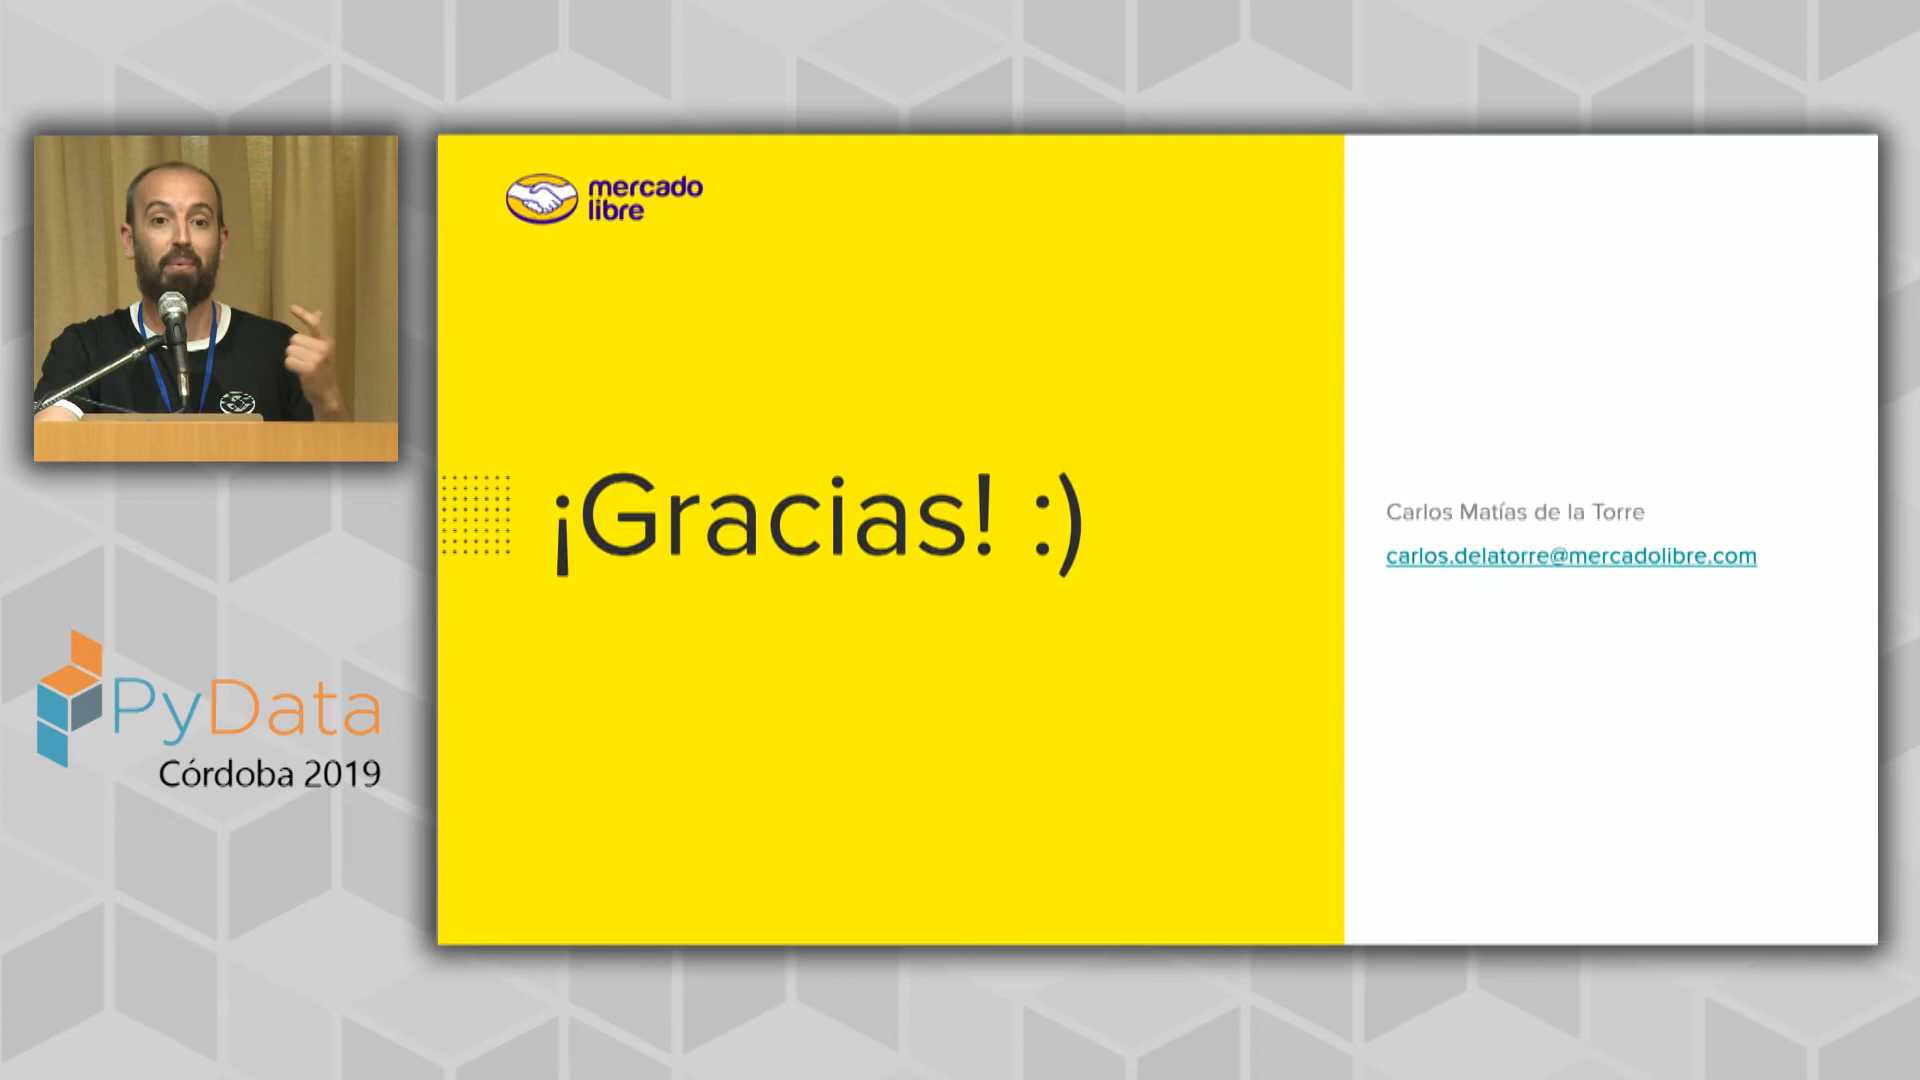 mercado
libre
¡Gracias! :)
Carlos Matías de la Torre
carlos.delatorre@mercadolibre.com
PyData
Córdoba 2019